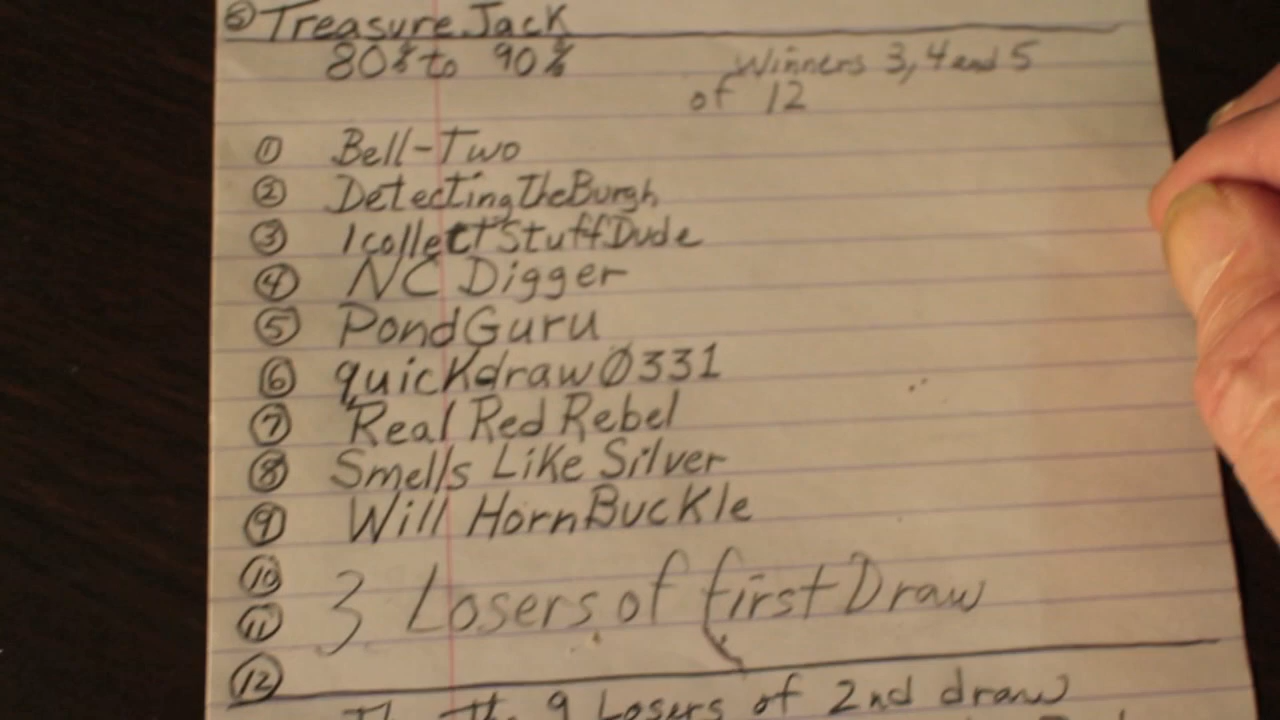 ⑤ Treasure Jack
80% to 90% Winners 3, 4 and 5
of 12
① Bell-Two
② DetectingTheBurgh
③ 1collectStuffDude
④ NC Digger
⑤ PondGuru
⑥ quickdraw0331
⑦ Real Red Rebel
⑧ Smells Like Silver
⑨ Will HornBuckle
⑩
⑪ 3 Losers of first Draw
⑫
9 Losers of 2nd draw